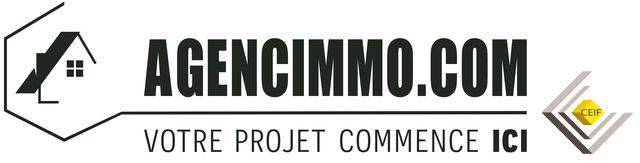 AGENCIMMO.COM
VOTRE PROJET COMMENCE ICI
CEIF